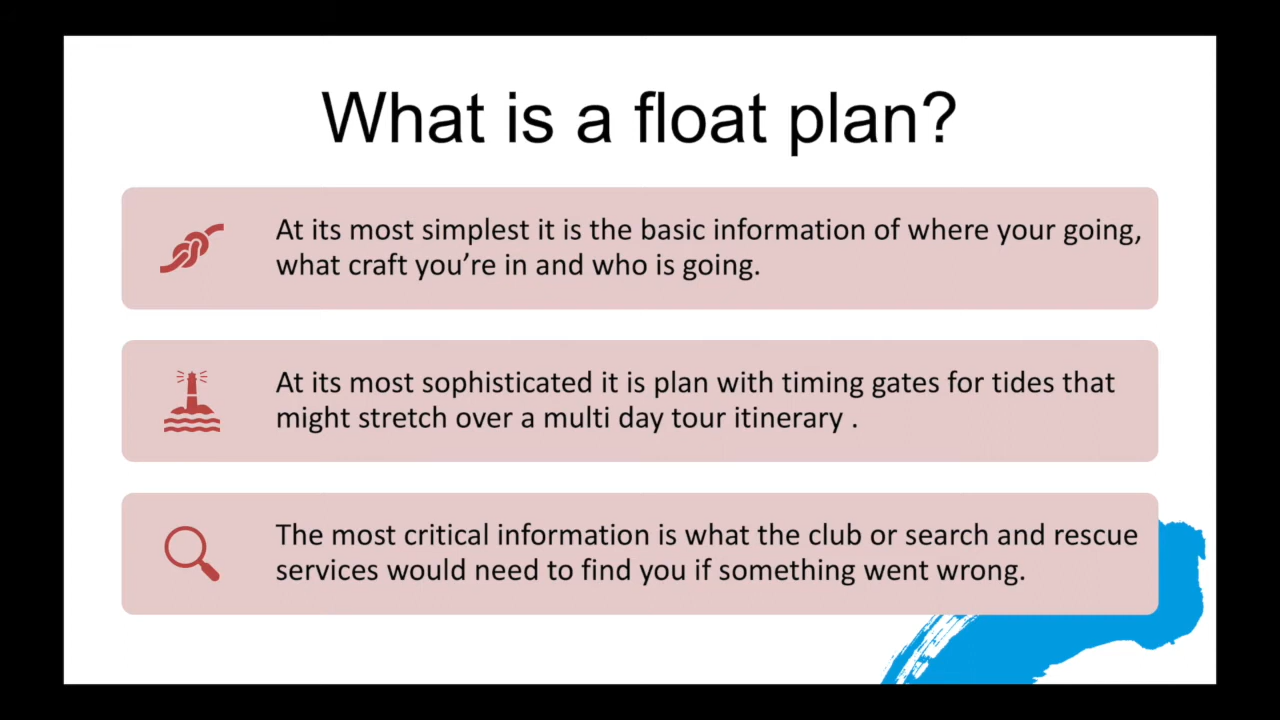 What is a float plan?
At its most simplest it is the basic information of where your going,
what craft you’re in and who is going.
At its most sophisticated it is plan with timing gates for tides that
might stretch over a multi day tour itinerary .
The most critical information is what the club or search and rescue
services would need to find you if something went wrong.